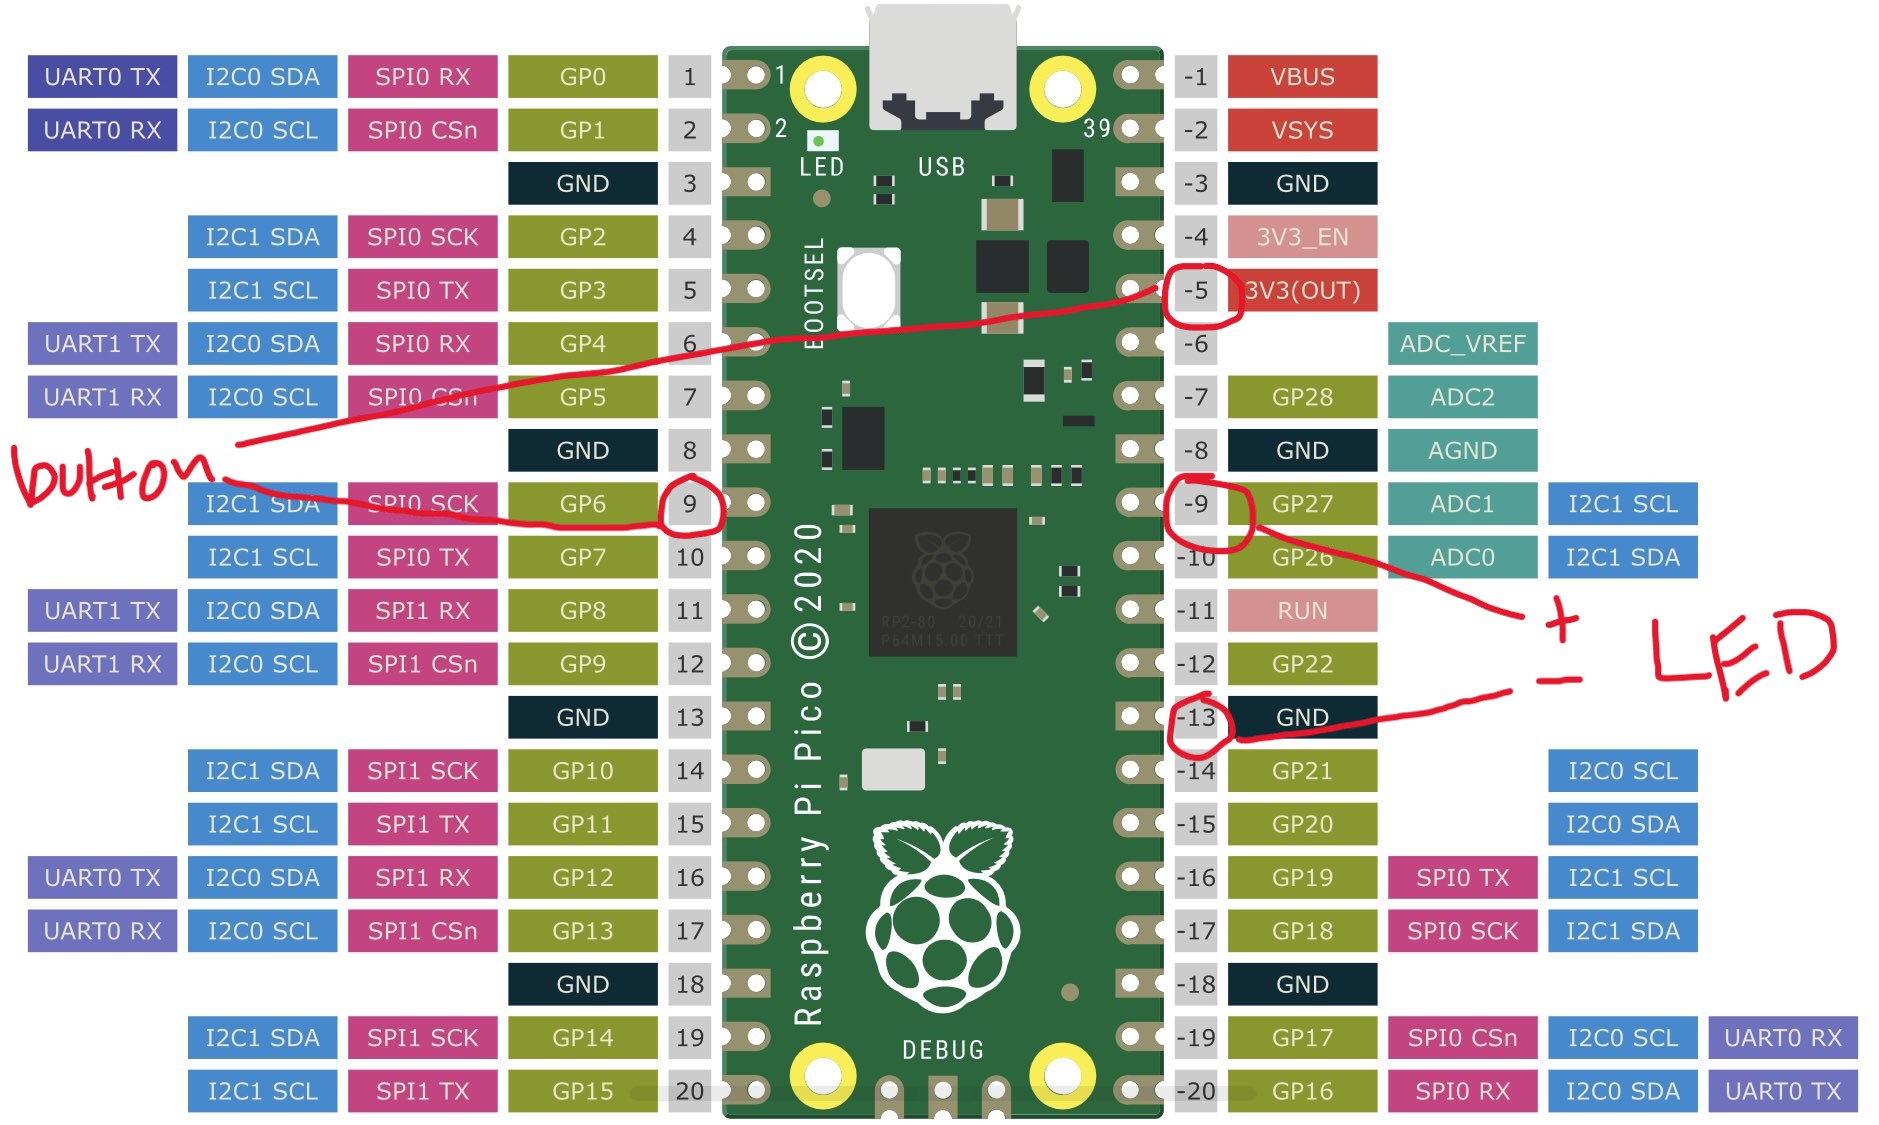 UART0 TX I2C0 SDA SPI0 RX GP0 1 1 -1 VBUS
UART0 RX I2C0 SCL SPI0 CSn GP1 2 2 39 -2 VSYS
LED USB
GND 3 -3 GND
I2C1 SDA SPI0 SCK GP2 4 -4 3V3_EN
BOOTSEL
I2C1 SCL SPI0 TX GP3 5 -5 3V3(OUT)
UART1 TX I2C0 SDA SPI0 RX GP4 6 -6 ADC_VREF
UART1 RX I2C0 SCL SPI0 CSn GP5 7 -7 GP28 ADC2
GND 8 -8 GND AGND
button
I2C1 SDA SPI0 SCK GP6 9 -9 GP27 ADC1 I2C1 SCL
I2C1 SCL SPI0 TX GP7 10 -10 GP26 ADC0 I2C1 SDA
UART1 TX I2C0 SDA SPI1 RX GP8 11 -11 RUN
RP2-80 20/21
P64M15.00 TTT
+ LED
-
UART1 RX I2C0 SCL SPI1 CSn GP9 12 -12 GP22
GND 13 -13 GND
Raspberry Pi Pico ©2020
I2C1 SDA SPI1 SCK GP10 14 -14 GP21 I2C0 SCL
I2C1 SCL SPI1 TX GP11 15 -15 GP20 I2C0 SDA
UART0 TX I2C0 SDA SPI1 RX GP12 16 -16 GP19 SPI0 TX I2C1 SCL
UART0 RX I2C0 SCL SPI1 CSn GP13 17 -17 GP18 SPI0 SCK I2C1 SDA
GND 18 -18 GND
I2C1 SDA SPI1 SCK GP14 19 -19 GP17 SPI0 CSn I2C0 SCL UART0 RX
DEBUG
I2C1 SCL SPI1 TX GP15 20 -20 GP16 SPI0 RX I2C0 SDA UART0 TX